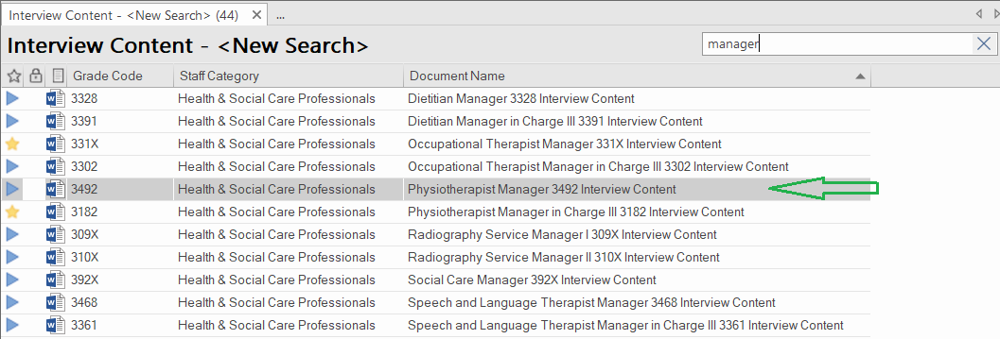 Interview Content - <New Search> (44) ...
Interview Content - <New Search> manager
Grade Code Staff Category Document Name
3328 Health & Social Care Professionals Dietitian Manager 3328 Interview Content
3391 Health & Social Care Professionals Dietitian Manager in Charge III 3391 Interview Content
331X Health & Social Care Professionals Occupational Therapist Manager 331X Interview Content
3302 Health & Social Care Professionals Occupational Therapist Manager in Charge III 3302 Interview Content
3492 Health & Social Care Professionals Physiotherapist Manager 3492 Interview Content
3182 Health & Social Care Professionals Physiotherapist Manager in Charge III 3182 Interview Content
309X Health & Social Care Professionals Radiography Service Manager I 309X Interview Content
310X Health & Social Care Professionals Radiography Service Manager II 310X Interview Content
392X Health & Social Care Professionals Social Care Manager 392X Interview Content
3468 Health & Social Care Professionals Speech and Language Therapist Manager 3468 Interview Content
3361 Health & Social Care Professionals Speech and Language Therapist Manager in Charge III 3361 Interview Content